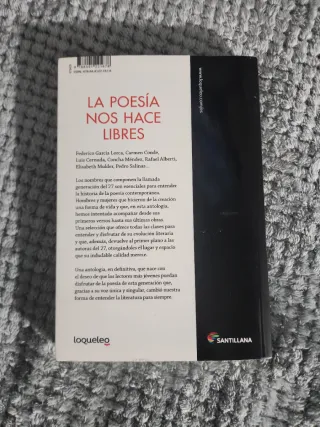 LA POESÍA
NOS HACE
LIBRES
Federico García Lorca, Carmen Conde,
Luis Cernuda, Concha Méndez, Rafael Alberti,
Elisabeth Mulder, Pedro Salinas...
Los nombres que componen la llamada
generación del 27 son esenciales para entender
la historia de la poesía contemporánea.
Hombres y mujeres que hicieron de la creación
una forma de vida y que, en esta antología,
hemos intentado acompañar desde sus
primeros versos hasta sus últimas obras.
Una selección que ofrece todas las claves para
entender y disfrutar de su evolución literaria
y que, además, devuelve al primer plano a las
autoras del 27, otorgándoles el lugar y espacio
que su indudable calidad merece.
Una antología, en definitiva, que nace con
el deseo de que los lectores más jóvenes puedan
disfrutar de la poesía de esta generación que,
gracias a su voz única y singular, cambió nuestra
forma de entender la literatura para siempre.
loqueleo
SANTILLANA